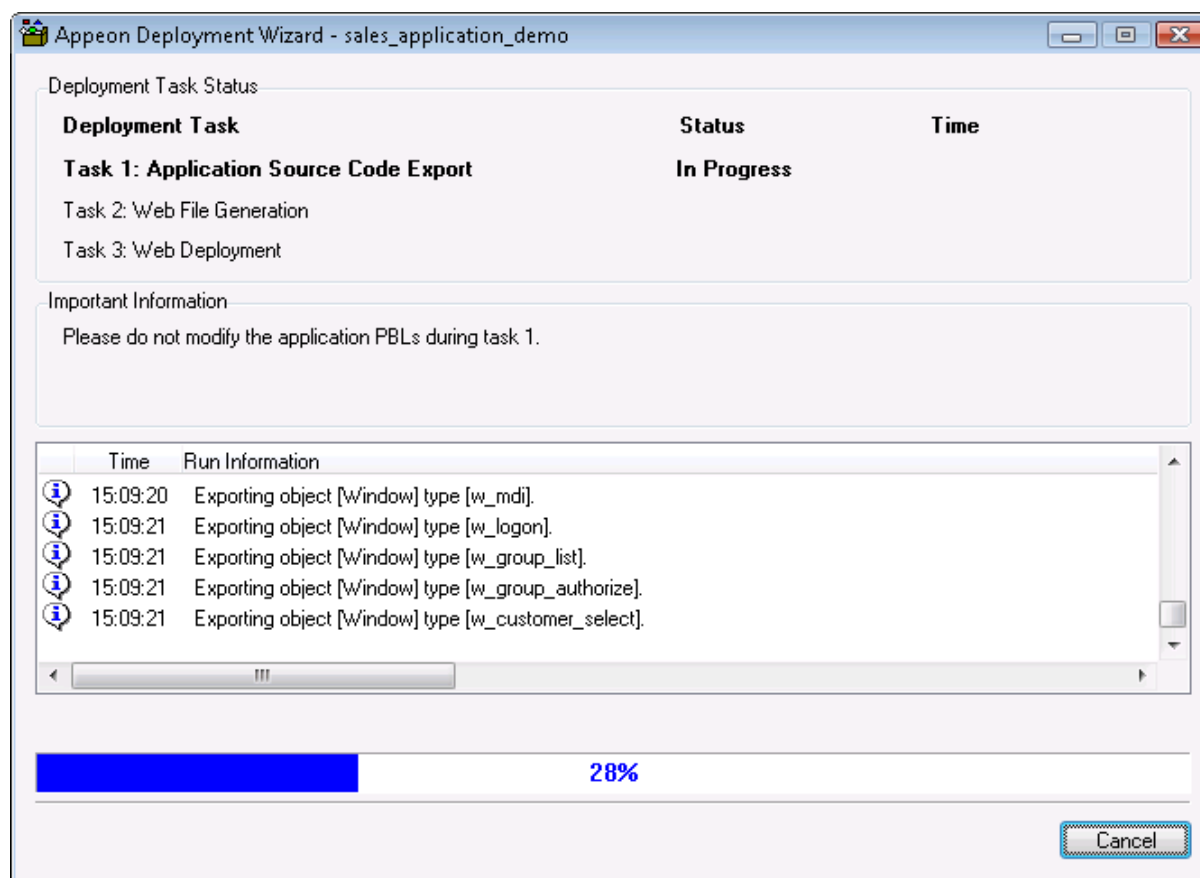 Appeon Deployment Wizard - sales_application_demo
Deployment Task Status
Deployment Task Status Time
Task 1: Application Source Code Export In Progress
Task 2: Web File Generation
Task 3: Web Deployment
Important Information
Please do not modify the application PBLs during task 1.
Time Run Information
15:09:20 Exporting object [Window] type [w_mdi].
15:09:21 Exporting object [Window] type [w_logon].
15:09:21 Exporting object [Window] type [w_group_list].
15:09:21 Exporting object [Window] type [w_group_authorize].
15:09:21 Exporting object [Window] type [w_customer_select].
28%
Cancel